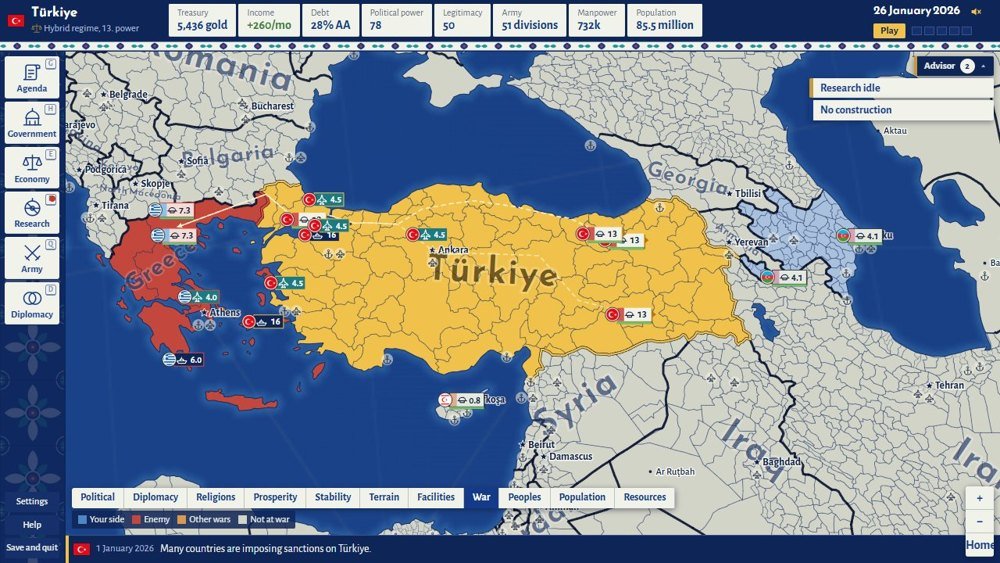 Türkiye
Hybrid regime, 13. power
Treasury
5,436 gold
Income
+260/mo
Debt
28% AA
Political power
78
Legitimacy
50
Army
51 divisions
Manpower
732k
Population
85.5 million
26 January 2026
Play
Advisor 2
Research idle
No construction
G
Agenda
H
Government
E
Economy
Research
Q
Army
D
Diplomacy
Settings
Help
Save and quit
Romania
Belgrade
Bucharest
Bulgaria
Sofia
Podgorica
Skopje
North Macedonia
Tirana
Greece
Athens
Ankara
Türkiye
Georgia
Tbilisi
Yerevan
Aktau
Syria
Beirut
Damascus
Iraq
Ar Ruţbah
Baghdad
Tehran
7.3
7.3
4.0
6.0
4.5
4.5
16
4.5
4.5
16
13
13
13
4.1
4.1
0.8
Political
Diplomacy
Religions
Prosperity
Stability
Terrain
Facilities
War
Peoples
Population
Resources
Your side
Enemy
Other wars
Not at war
+
−
Home
1 January 2026 Many countries are imposing sanctions on Türkiye.